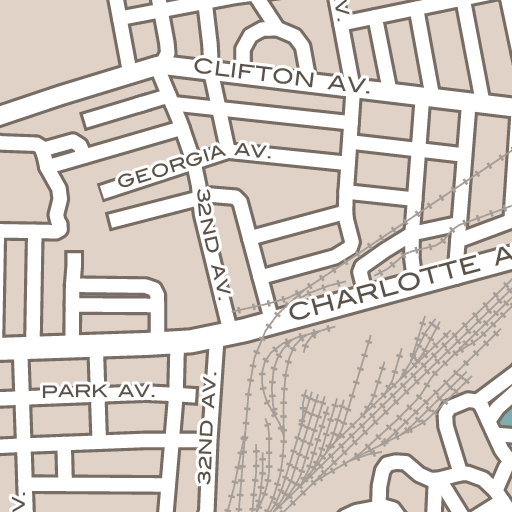 V.
CLIFTON AV.
GEORGIA AV.
32ND AV.
CHARLOTTE A
PARK AV.
32ND AV.
V.